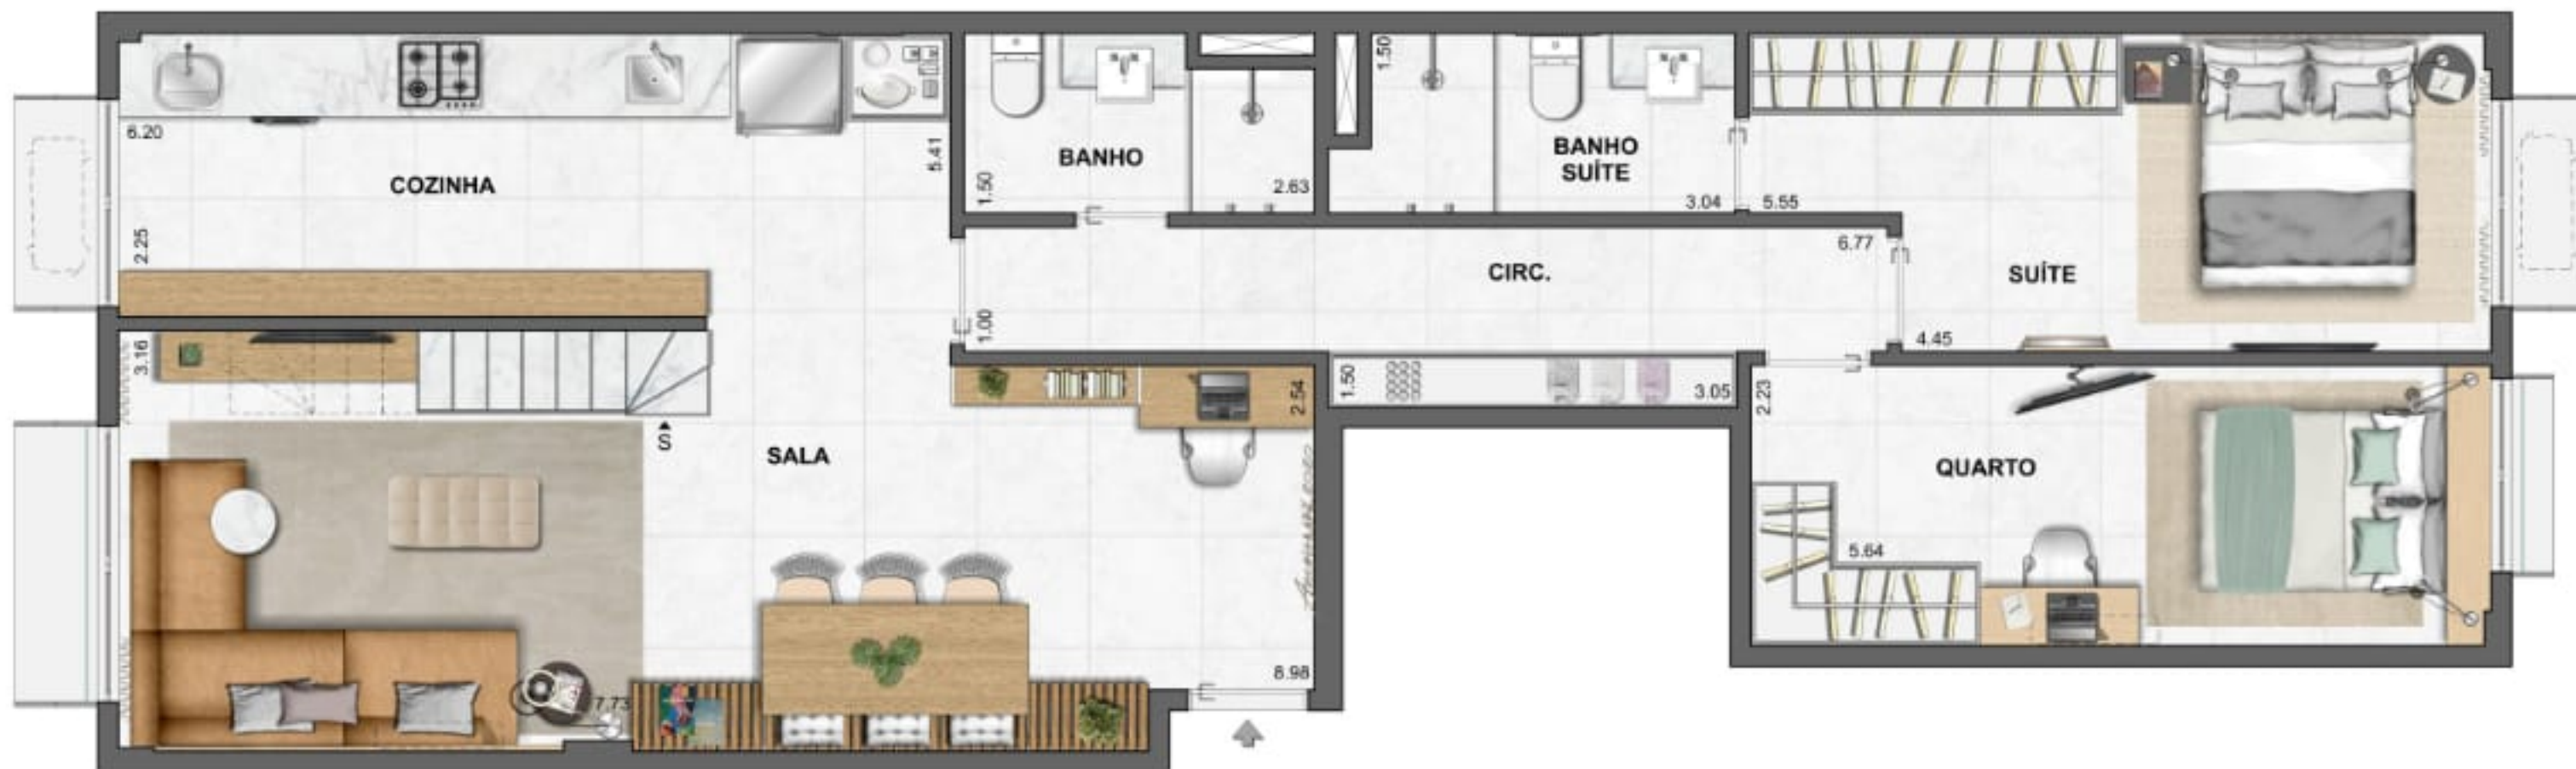 1.50
6.20
5.41
BANHO
BANHO
SUÍTE
COZINHA
1.50
2.63
3.04
5.55
2.25
6.77
CIRC.
SUÍTE
1.00
4.45
3.16
1.50
3.05
2.54
2.23
S
SALA
QUARTO
5.64
8.98
7.73